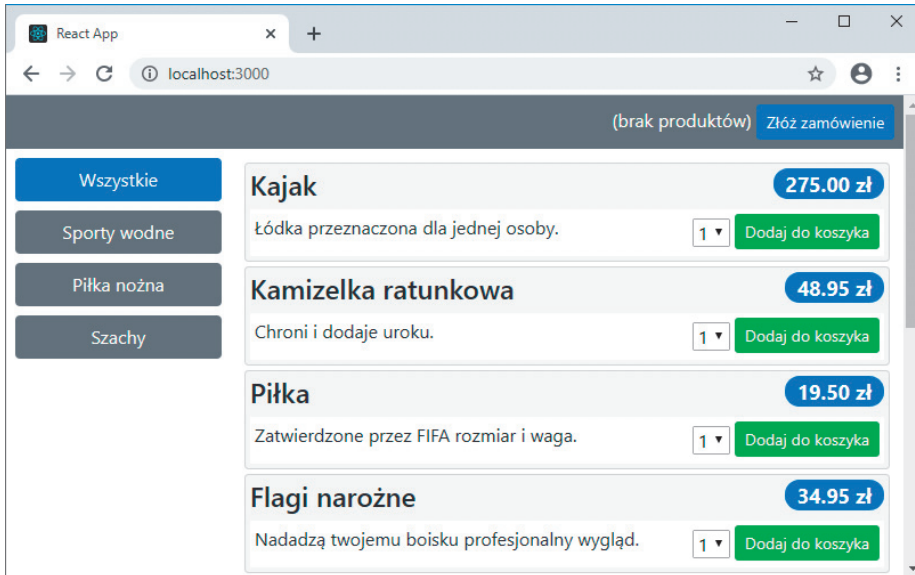 React App
localhost:3000
(brak produktów) Złóż zamówienie
Wszystkie
Sporty wodne
Piłka nożna
Szachy
Kajak 275.00 zł
Łódka przeznaczona dla jednej osoby. 1 Dodaj do koszyka
Kamizelka ratunkowa 48.95 zł
Chroni i dodaje uroku. 1 Dodaj do koszyka
Piłka 19.50 zł
Zatwierdzone przez FIFA rozmiar i waga. 1 Dodaj do koszyka
Flagi narożne 34.95 zł
Nadadzą twojemu boisku profesjonalny wygląd. 1 Dodaj do koszyka